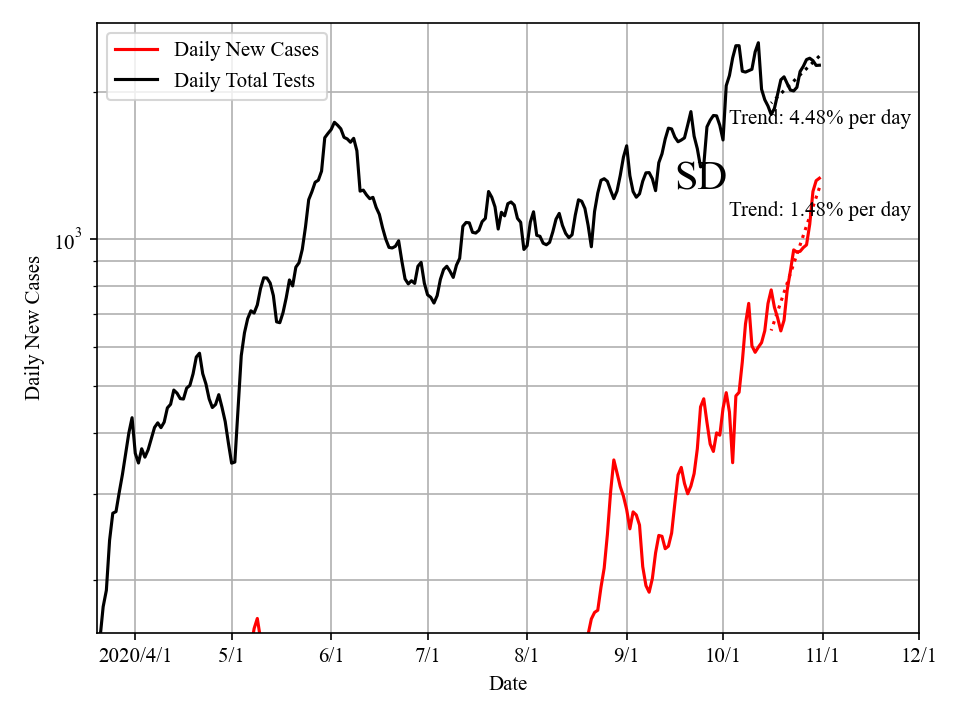 Daily New Cases
Daily Total Tests
Trend: 4.48% per day
SD
Trend: 1.48% per day
10³
Daily New Cases
2020/4/1 5/1 6/1 7/1 8/1 9/1 10/1 11/1 12/1
Date